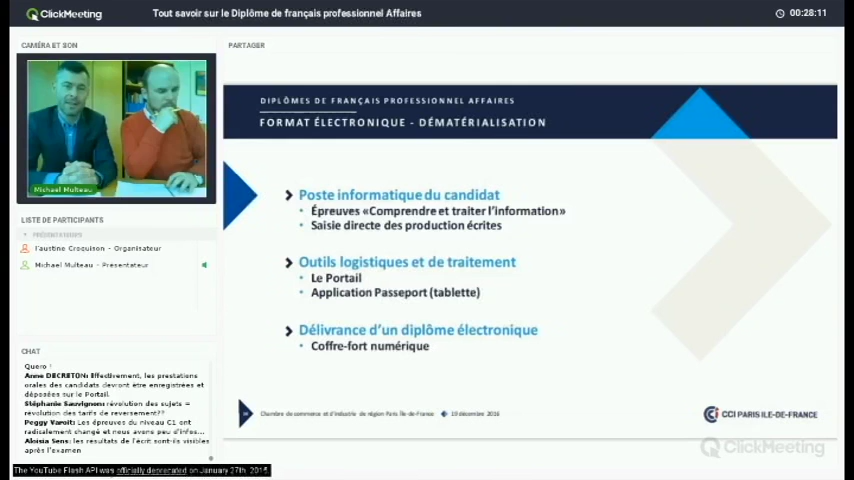 ClickMeeting
Tout savoir sur le Diplôme de français professionnel Affaires
00:28:11
CAMÉRA ET SON
PARTAGER
Michael Multeau
LISTE DE PARTICIPANTS
PRÉSENTATEURS
Faustine Croquison - Organisateur
Michael Multeau - Présentateur
CHAT
Quero !
Anne DECRETON: Effectivement, les prestations
orales des candidats devront être enregistrées et
déposées sur le Portail.
Stéphanie Sauvignon: révolution des sujets =
révolution des tarifs de reversement??
Peggy Varoit: Les épreuves du niveau C1 ont
radicalement changé et nous avons peu d'infos...
Aloisia Sens: les résultats de l'écrit sont-ils visibles
après l'examen
DIPLÔMES DE FRANÇAIS PROFESSIONNEL AFFAIRES
FORMAT ÉLECTRONIQUE - DÉMATÉRIALISATION
Poste informatique du candidat
• Épreuves «Comprendre et traiter l'information»
• Saisie directe des production écrites
Outils logistiques et de traitement
• Le Portail
• Application Passeport (tablette)
Délivrance d'un diplôme électronique
• Coffre-fort numérique
Chambre de commerce et d'industrie de région Paris Île-de-France
19 décembre 2016
CCI PARIS ILE-DE-FRANCE
ClickMeeting
The YouTube Flash API was officially deprecated on January 27th, 2015.